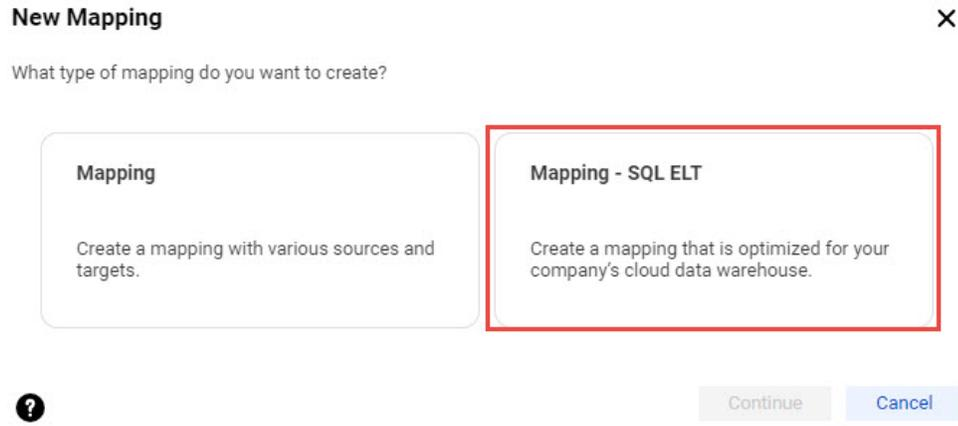 New Mapping
What type of mapping do you want to create?
Mapping
Create a mapping with various sources and
targets.
Mapping - SQL ELT
Create a mapping that is optimized for your
company's cloud data warehouse.
?
Continue
Cancel